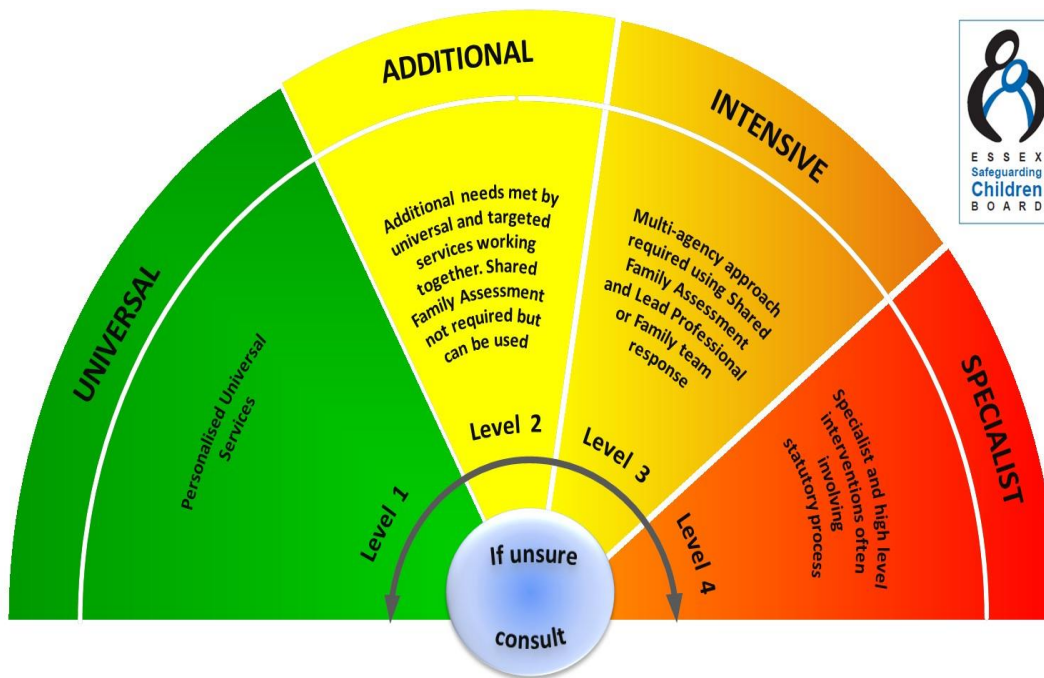 UNIVERSAL
Personalised Universal
Services
Level 1
ADDITIONAL
Additional needs met by
universal and targeted
services working
together. Shared
Family Assessment
not required but
can be used
Level 2
INTENSIVE
Multi-agency approach
required using Shared
Family Assessment
and Lead Professional
or Family team
response
Level 3
SPECIALIST
Specialist and high level
interventions often
involving
statutory process
Level 4
If unsure
consult
ESSEX
Safeguarding
Children
BOARD